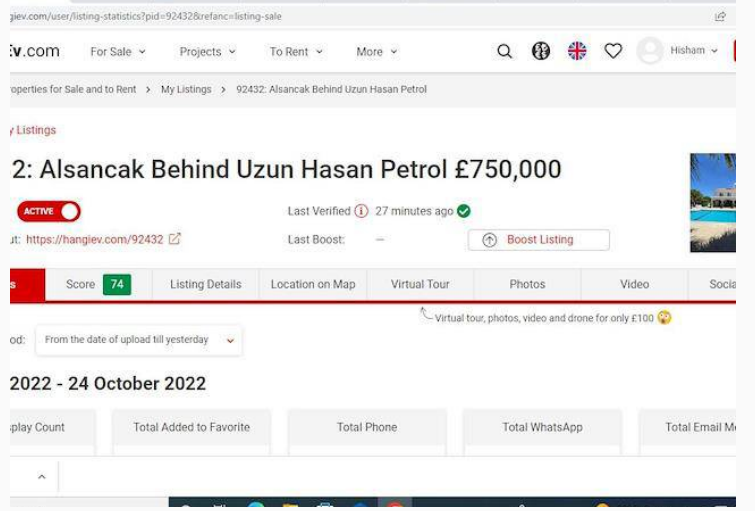 giev.com/user/listing-statistics?pid=92432&refanc=listing-sale
Ev.com For Sale Projects To Rent More Hisham
roperties for Sale and to Rent > My Listings > 92432: Alsancak Behind Uzun Hasan Petrol
y Listings
2: Alsancak Behind Uzun Hasan Petrol £750,000
ACTIVE Last Verified 27 minutes ago
ut: https://hangiev.com/92432 Last Boost: – Boost Listing
s Score 74 Listing Details Location on Map Virtual Tour Photos Video Socia
Virtual tour, photos, video and drone for only £100
od: From the date of upload till yesterday
2022 - 24 October 2022
splay Count Total Added to Favorite Total Phone Total WhatsApp Total Email Me